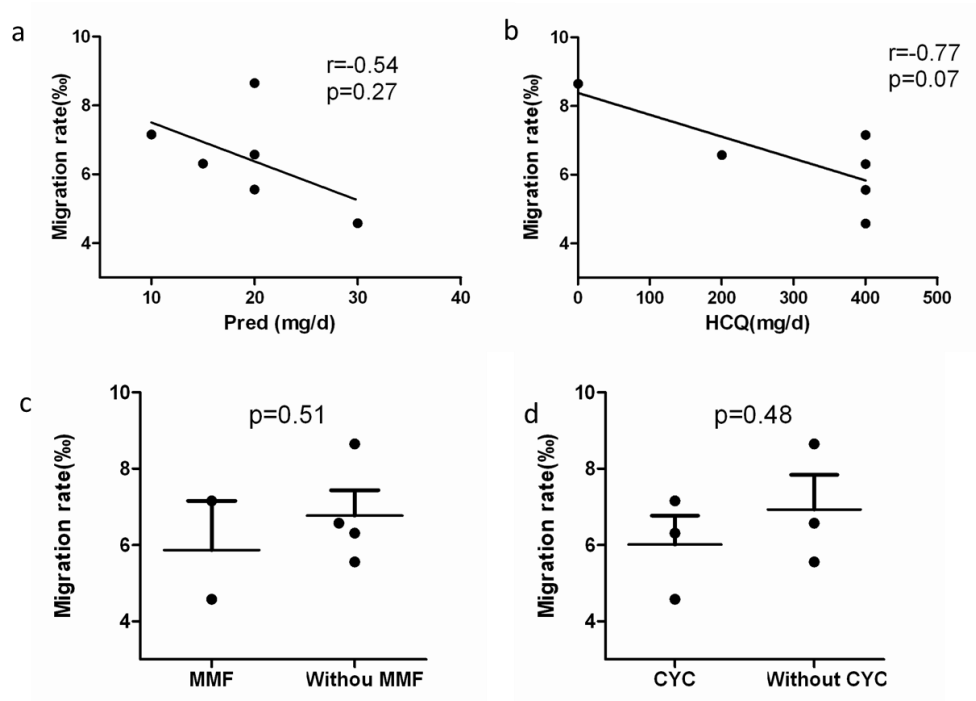 a
10
8
6
4
Migration rate(‰)
r=-0.54
p=0.27
10 20 30 40
Pred (mg/d)
b
10
8
6
4
Migration rate(‰)
r=-0.77
p=0.07
0 100 200 300 400 500
HCQ(mg/d)
c
10
8
6
4
Migration rate(‰)
p=0.51
MMF Withou MMF
d
10
8
6
4
Migration rate(‰)
p=0.48
CYC Without CYC